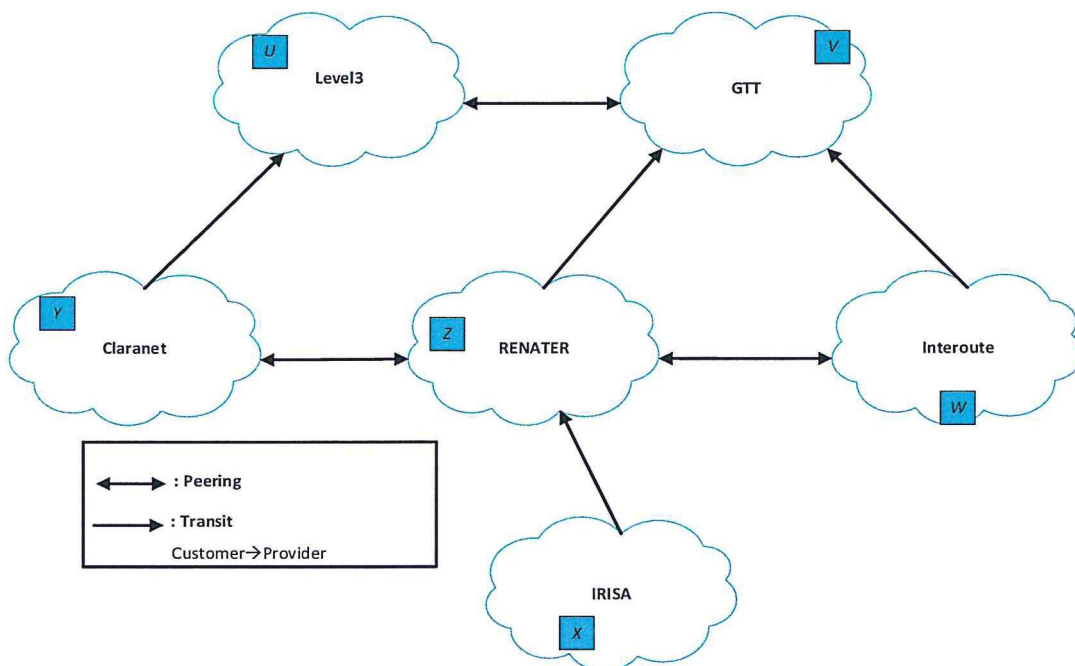 U
Level3
V
GTT
Y
Claranet
Z
RENATER
Interoute
W
: Peering
: Transit
Customer→Provider
IRISA
X